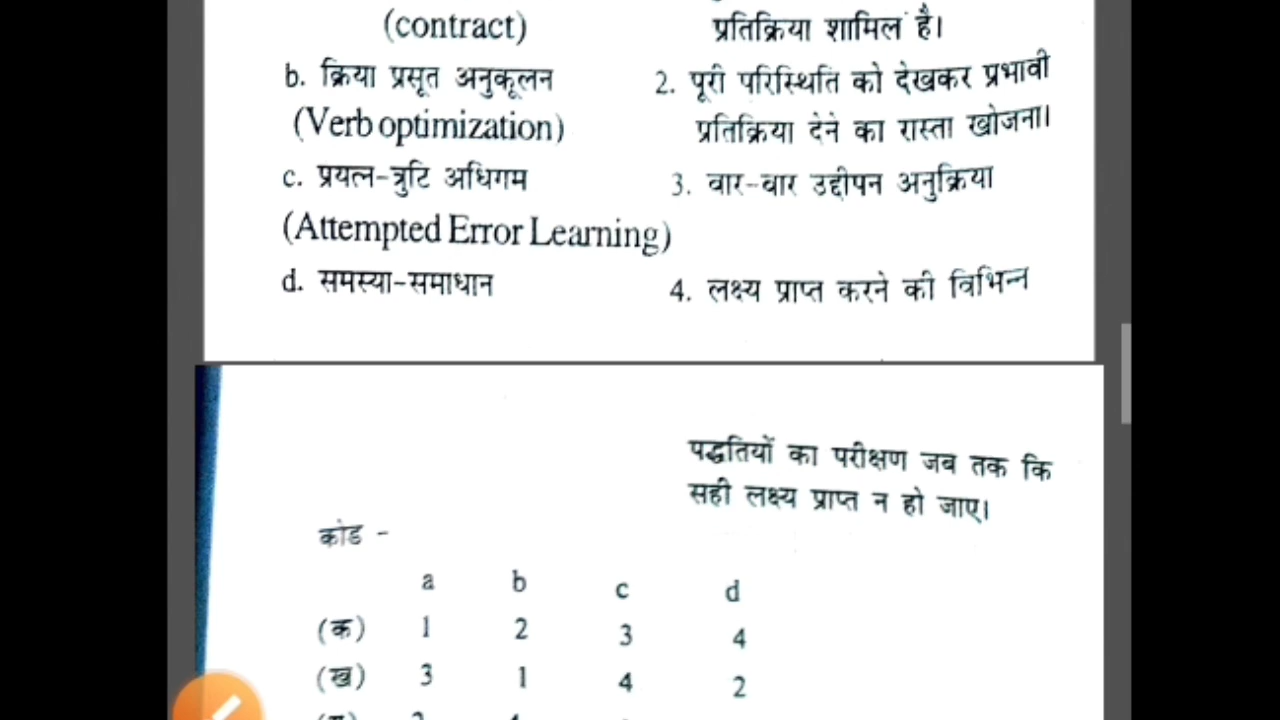 (contract)
प्रतिक्रिया शामिल है।
b. क्रिया प्रसूत अनुकूलन
2. पूरी परिस्थिति को देखकर प्रभावी
(Verb optimization)
प्रतिक्रिया देने का रास्ता खोजना।
c. प्रयत्न-त्रुटि अधिगम
3. बार-बार उद्दीपन अनुक्रिया
(Attempted Error Learning)
d. समस्या-समाधान
4. लक्ष्य प्राप्त करने की विभिन्न
पद्धतियों का परीक्षण जब तक कि
सही लक्ष्य प्राप्त न हो जाए।
कोड -
a b c d
(क) 1 2 3 4
(ख) 3 1 4 2